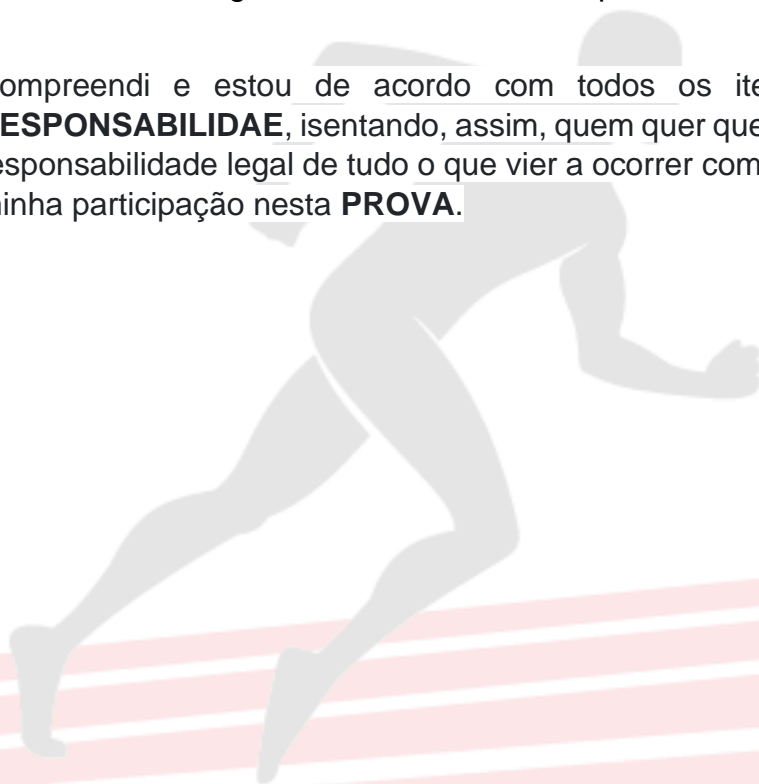 ompreendi e estou de acordo com todos os ite
ESPONSABILIDAE, isentando, assim, quem quer que
esponsabilidade legal de tudo o que vier a ocorrer com
inha participação nesta PROVA.